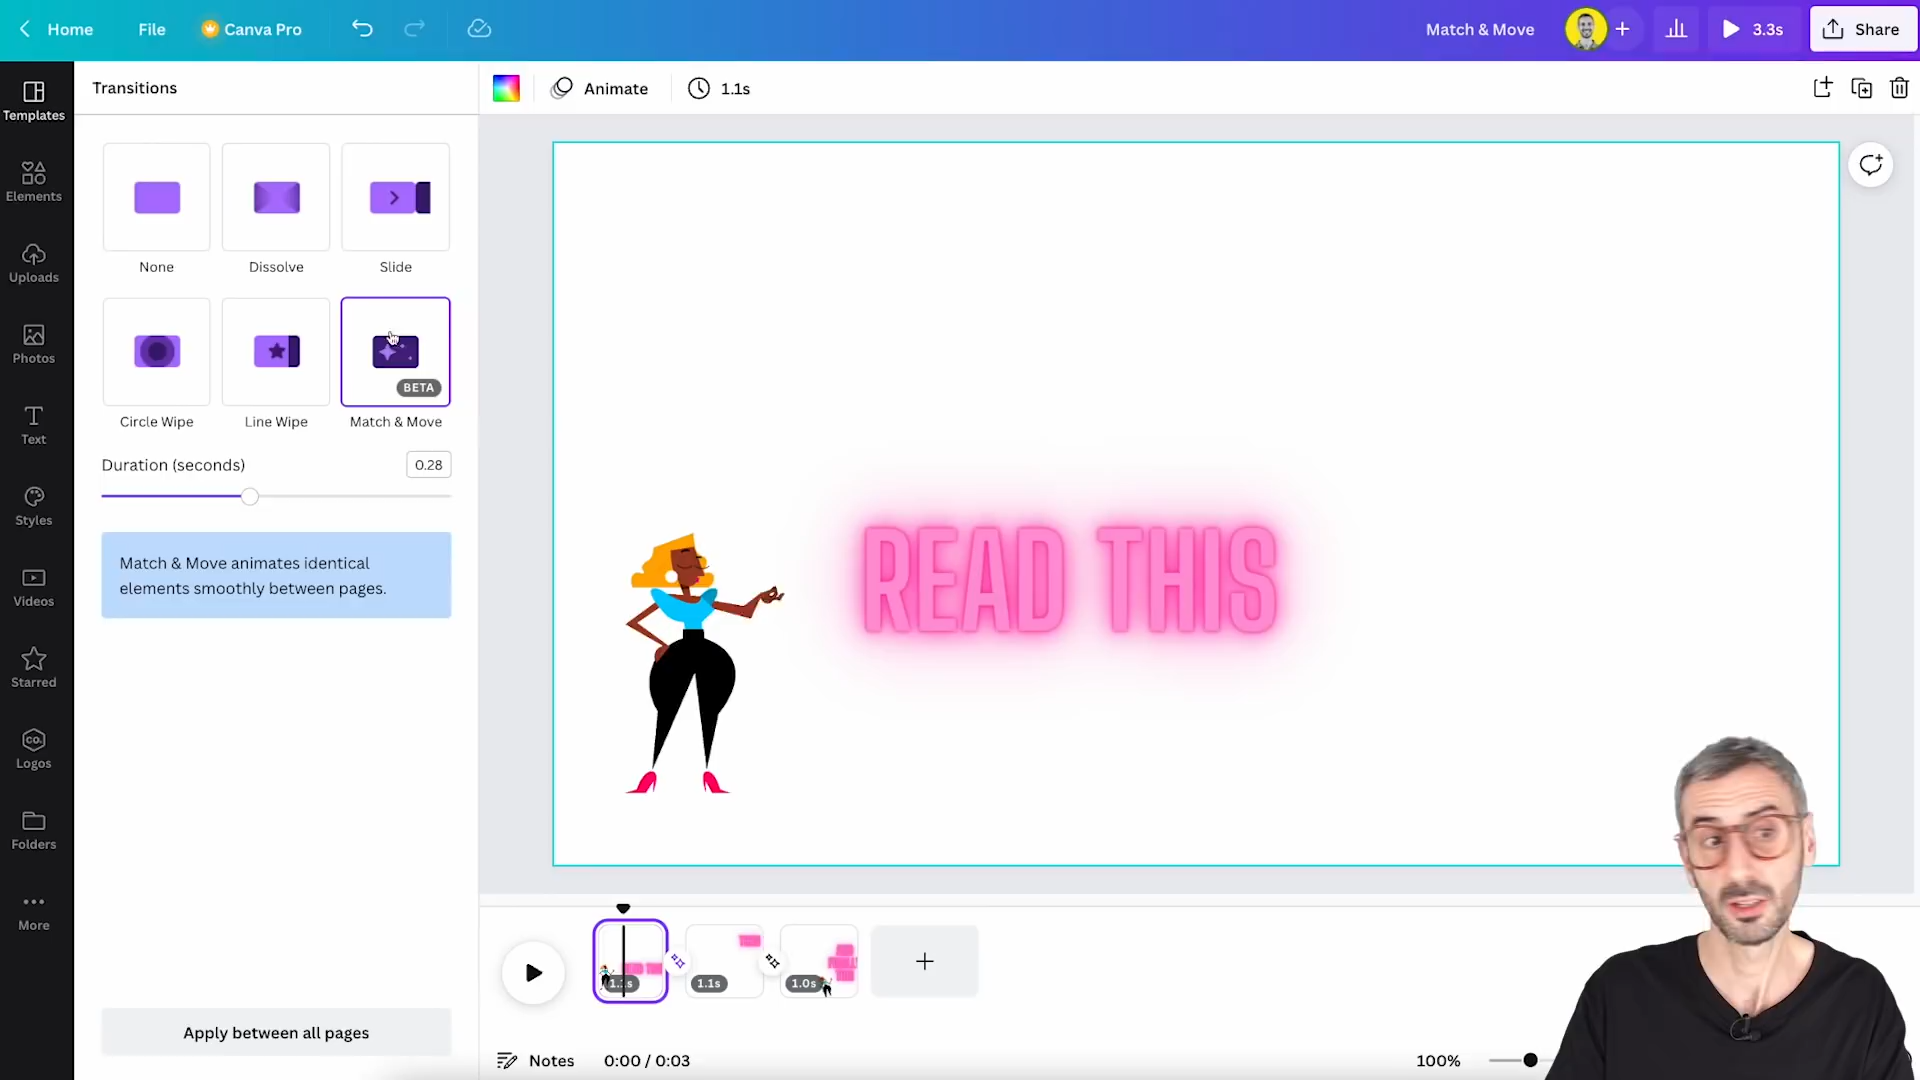 Home File Canva Pro Match & Move 3.3s Share
Templates
Elements
Uploads
Photos
Text
Styles
Videos
Starred
CO.
Logos
Folders
More
Transitions
None Dissolve Slide
BETA
Circle Wipe Line Wipe Match & Move
Duration (seconds) 0.28
Match & Move animates identical
elements smoothly between pages.
Apply between all pages
Animate 1.1s
READ THIS
1.1s 1.1s 1.0s
Notes 0:00 / 0:03 100%